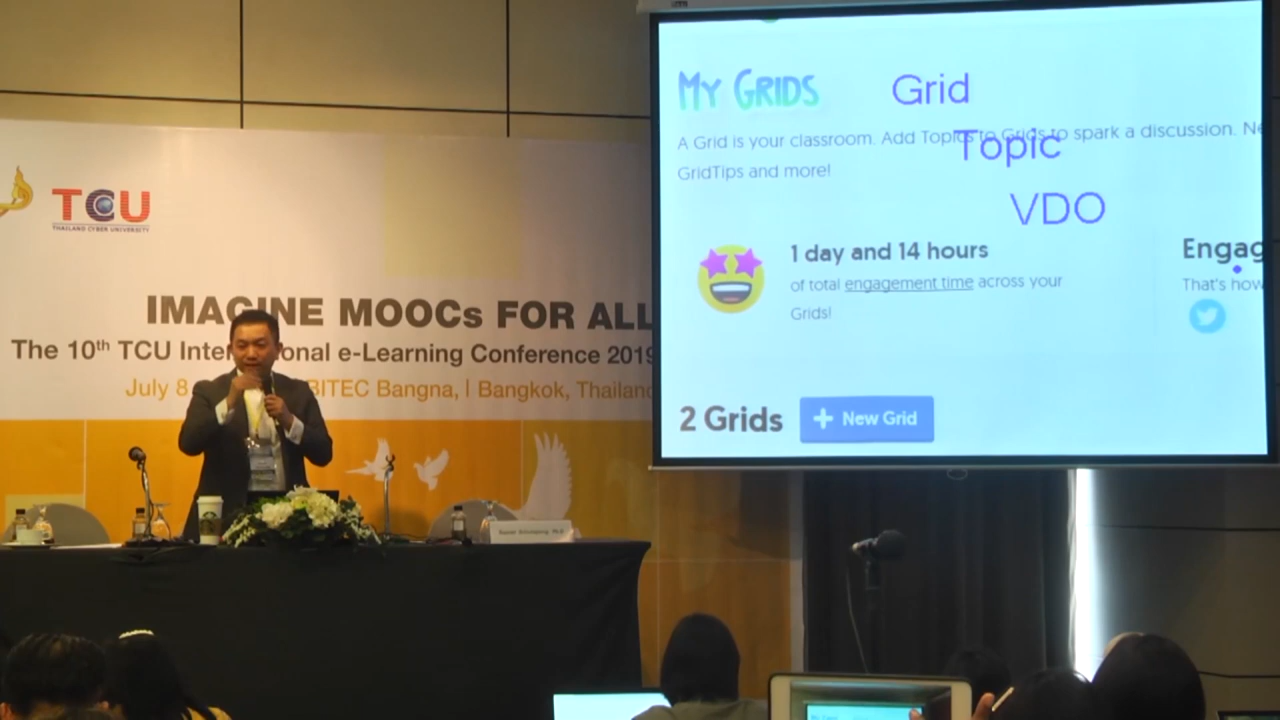 TCU
THAILAND CYBER UNIVERSITY
IMAGINE MOOCs FOR ALL
The 10th TCU International e-Learning Conference 2019
July 8 BITEC Bangna, | Bangkok, Thailand
MY GRIDS
Grid
A Grid is your classroom. Add Topics to Grids to spark a discussion. Ne
Topic
GridTips and more!
VDO
1 day and 14 hours
of total engagement time across your
Grids!
Engag
That's how
2 Grids
+ New Grid